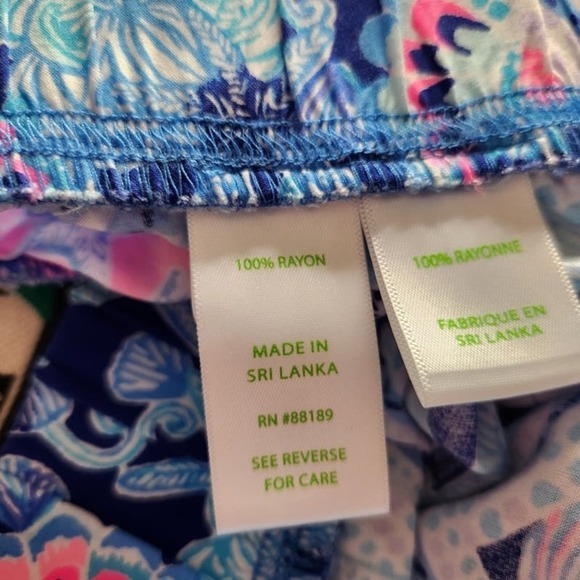 100% RAYON
MADE IN
SRI LANKA
RN #88189
SEE REVERSE
FOR CARE
100% RAYONNE
FABRIQUE EN
SRI LANKA